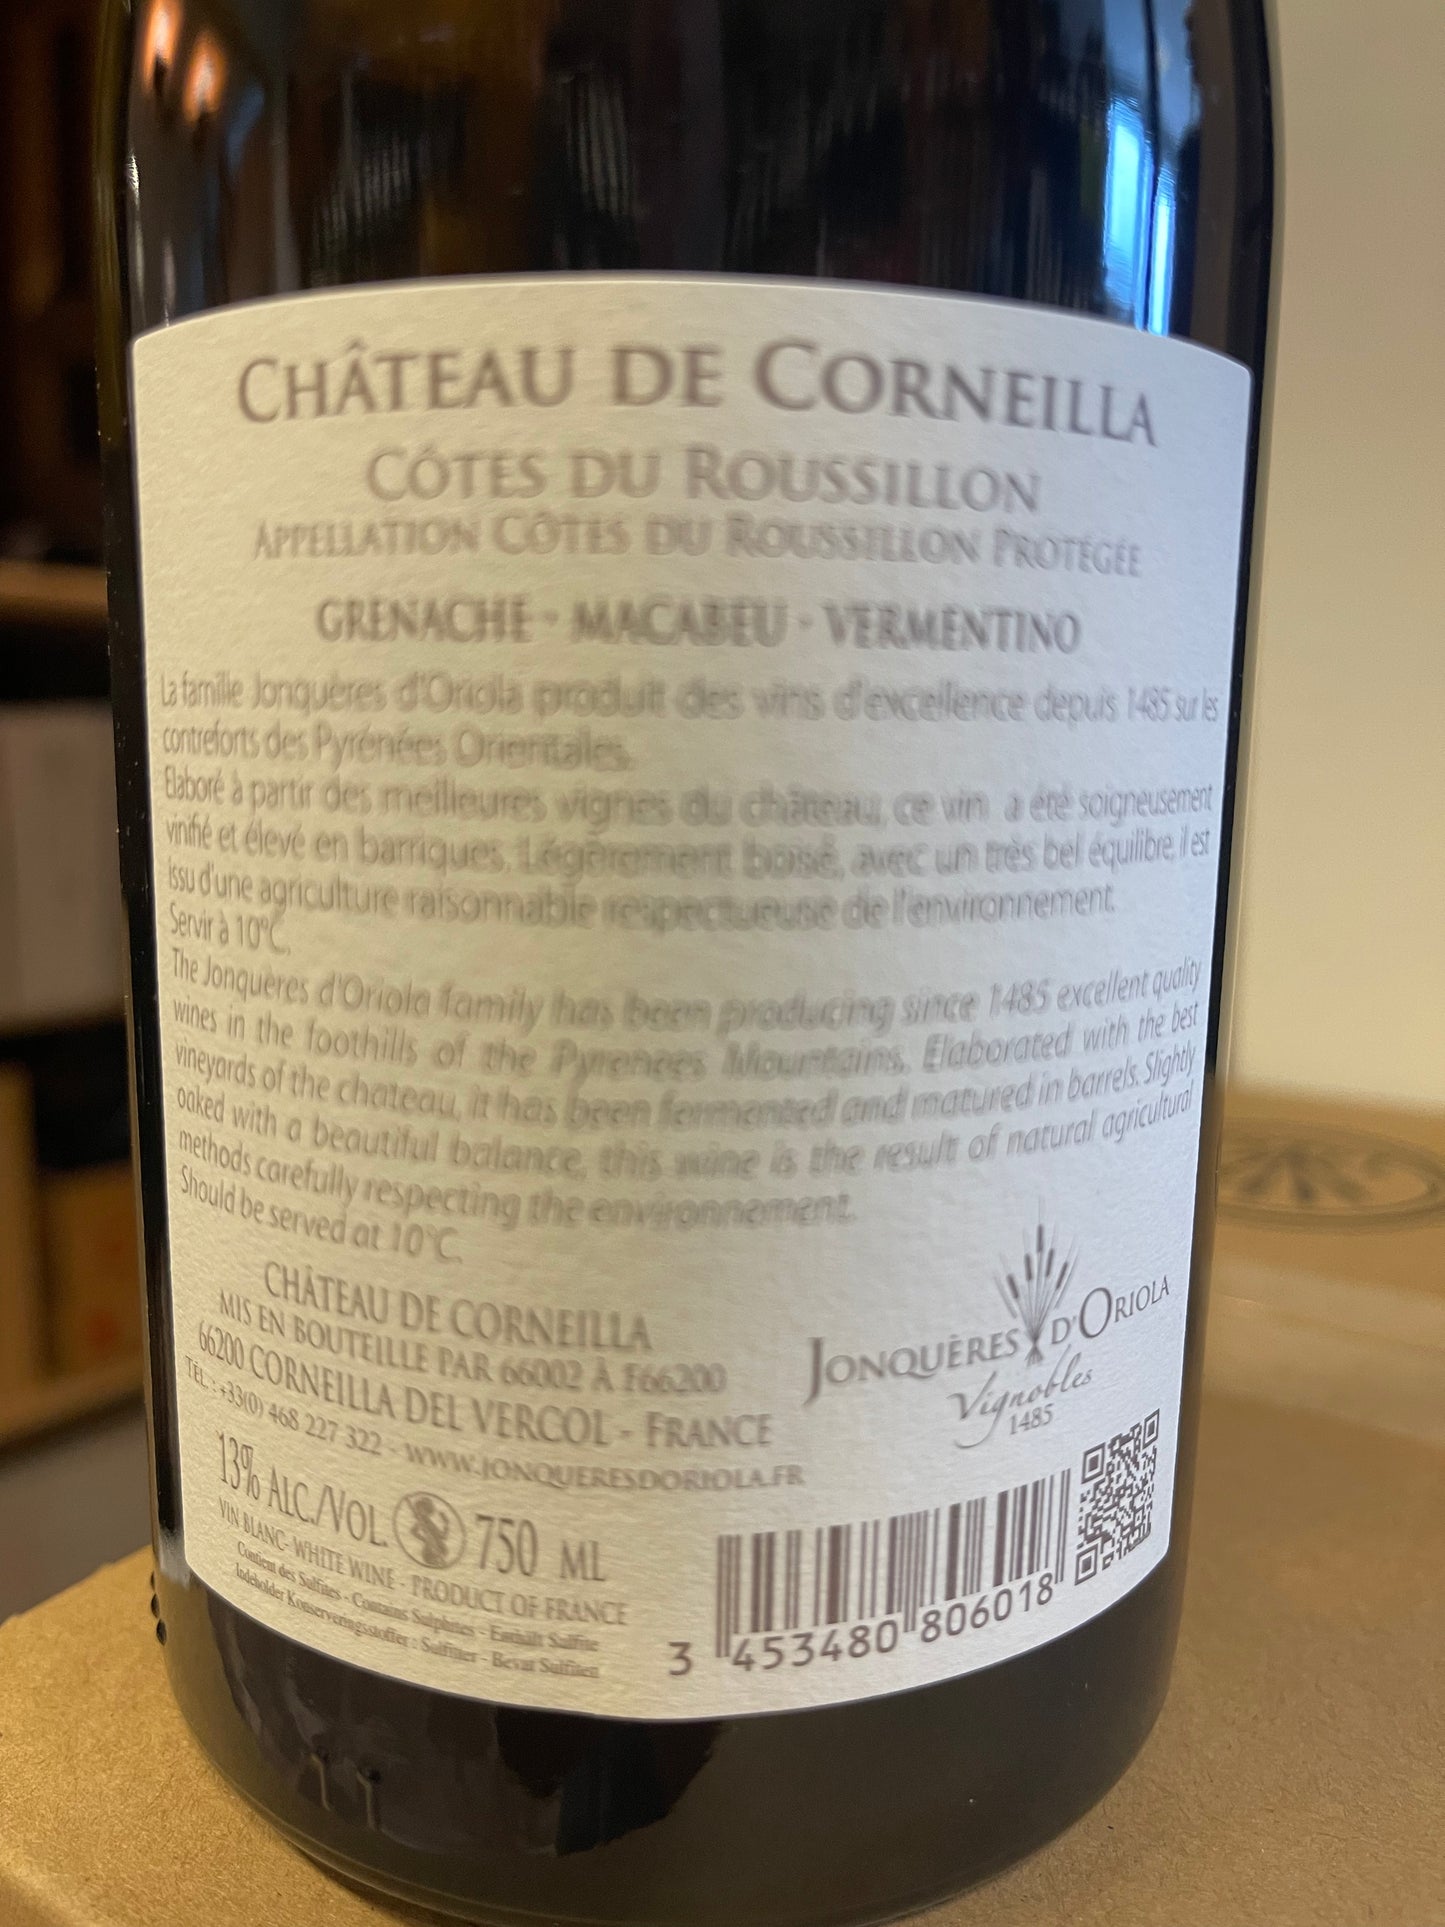 CHÂTEAU DE CORNEILLA
CÔTES DU ROUSSILLON
APPELLATION CÔTES DU ROUSSILLON PROTÉGÉE
GRENACHE · MACABEU · VERMENTINO
La famille Jonquères d'Oriola produit des vins d'excellence depuis 1485 sur les
contreforts des Pyrénées Orientales.
Elaboré à partir des meilleures vignes du château, ce vin a été soigneusement
vinifié et élevé en barriques. Légèrement boisé, avec un très bel équilibre, il est
issu d'une agriculture raisonnable respectueuse de l'environnement.
Servir à 10°C.
The Jonquères d'Oriola family has been producing since 1485 excellent quality
wines in the foothills of the Pyrenees Mountains. Elaborated with the best
vineyards of the chateau, it has been fermented and matured in barrels. Slightly
oaked with a beautiful balance, this wine is the result of natural agricultural
methods carefully respecting the environnement.
Should be served at 10°C.
CHÂTEAU DE CORNEILLA
MIS EN BOUTEILLE PAR 66002 À F66200
66200 CORNEILLA DEL VERCOL - FRANCE
TÉL : +33(0) 468 227 322 - WWW.JONQUERESDORIOLA.FR
JONQUÈRES D'ORIOLA
Vignobles
1485
13% ALC./VOL. 750 ML
VIN BLANC- WHITE WINE - PRODUCT OF FRANCE
Contient des Sulfites - Contains Sulphites - Enthält Sulfite
Indeholder Konserveringsstoffer : Sulfitter - Bevat Sulfiten
3 453480 806018